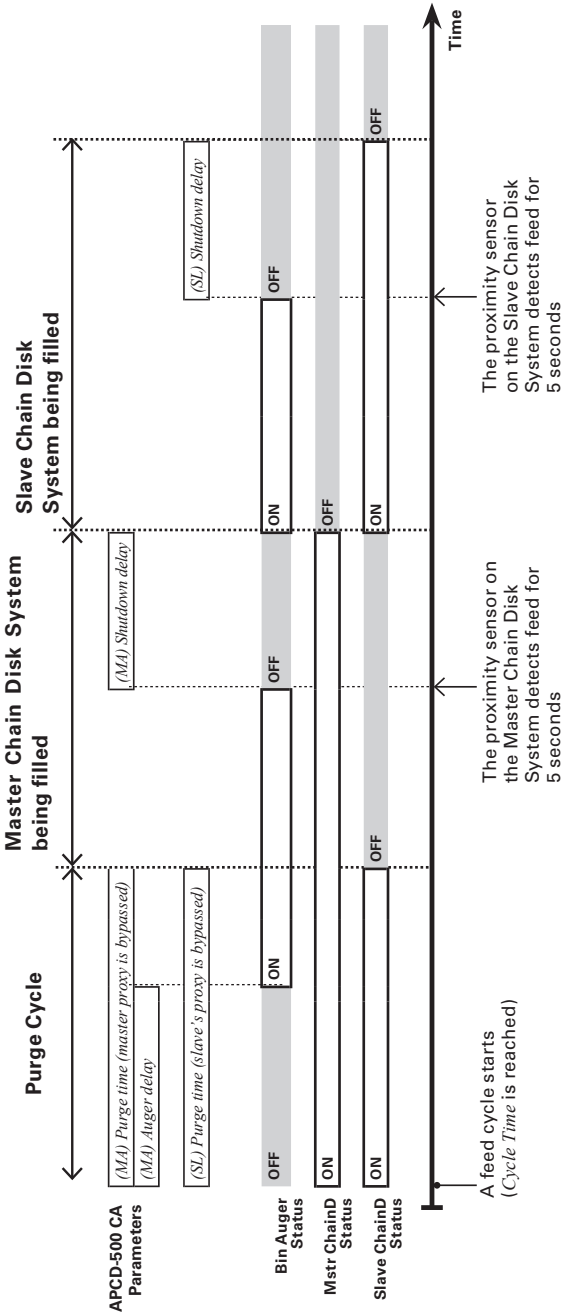 Purge Cycle
Master Chain Disk System
being filled
Slave Chain Disk
System being filled
APCD-500 CA
Parameters
(MA) Purge time (master proxy is bypassed)
(MA) Auger delay
(MA) Shutdown delay
(SL) Purge time (slave's proxy is bypassed)
(SL) Shutdown delay
Bin Auger
Status
OFF
ON
OFF
ON
OFF
Mstr ChainD
Status
ON
OFF
Slave ChainD
Status
ON
OFF
ON
OFF
Time
A feed cycle starts
(Cycle Time is reached)
The proximity sensor on
the Master Chain Disk
System detects feed for
5 seconds
The proximity sensor
on the Slave Chain Disk
System detects feed for
5 seconds